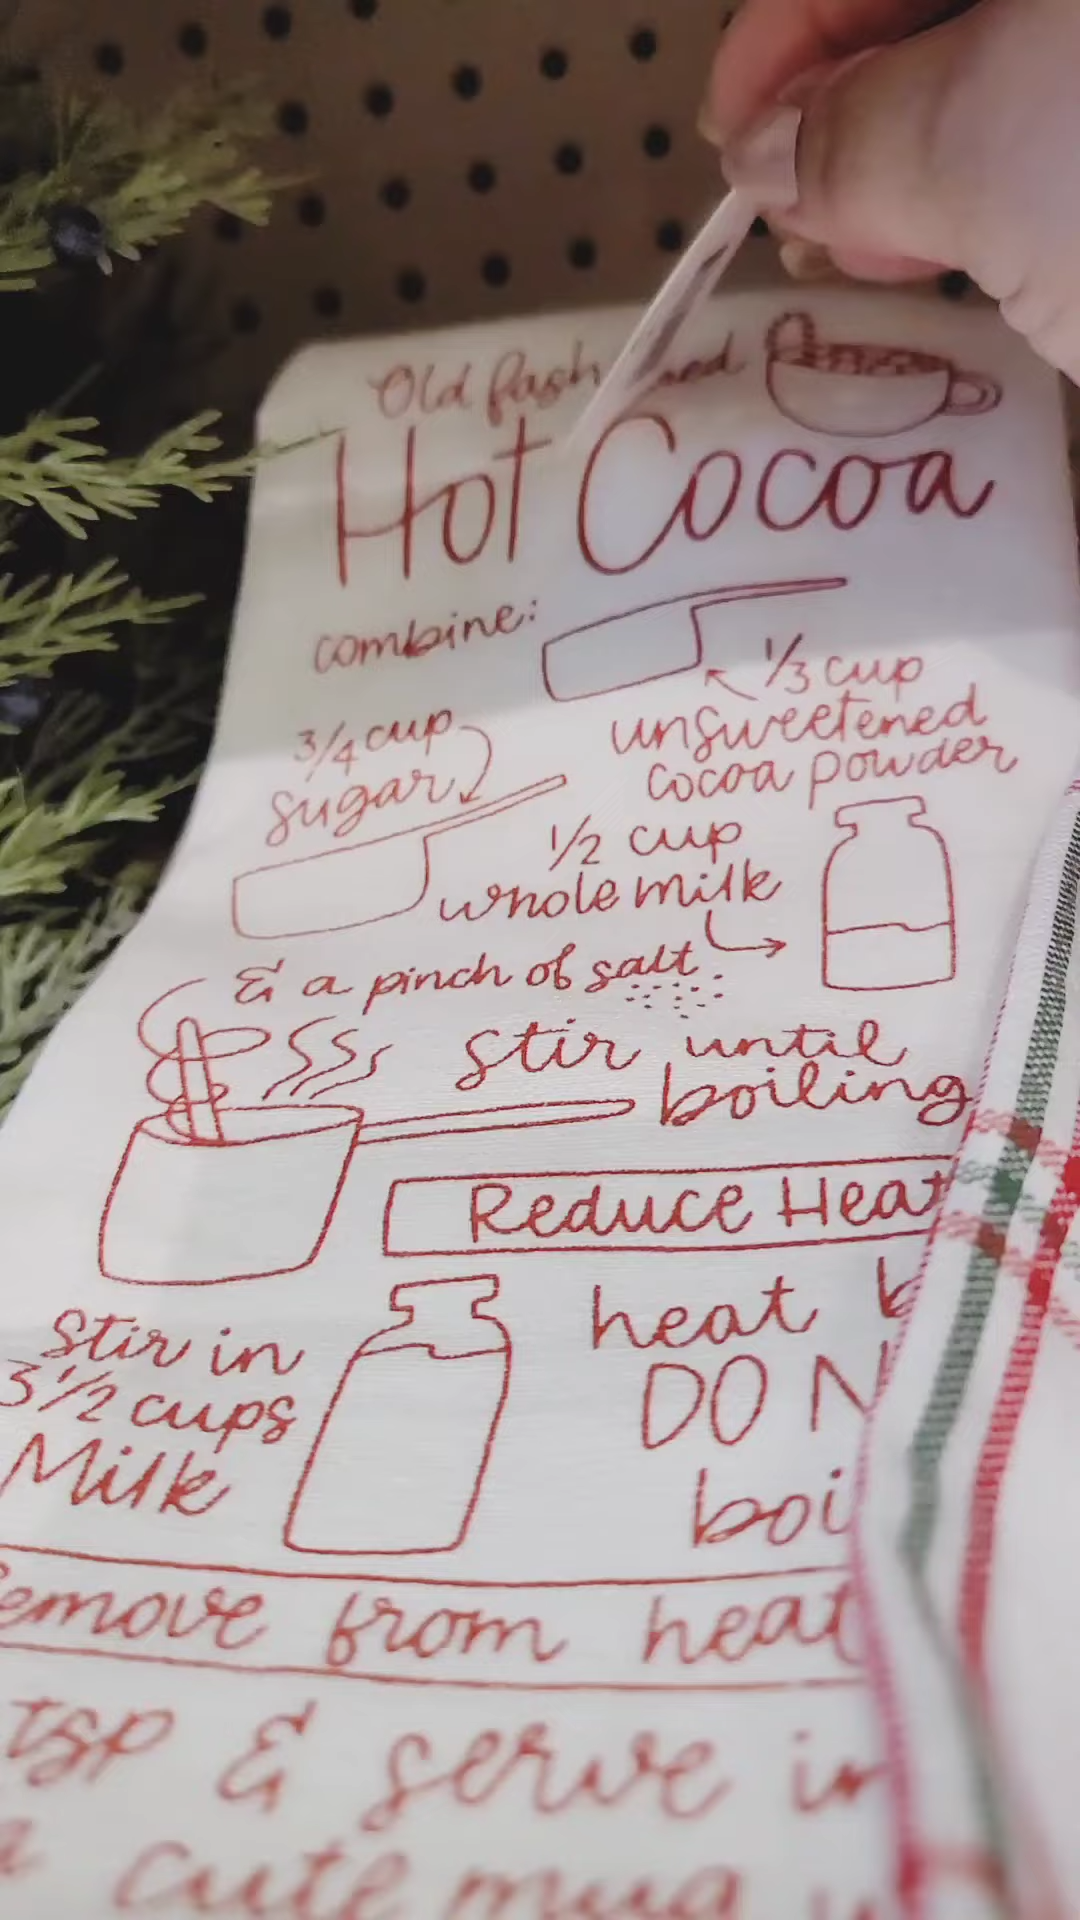 Old fash
Hot Cocoa
combine:
1/3 cup
unsweetened
cocoa powder
3/4 cup
sugar
1/2 cup
whole milk
& a pinch of salt
stir until
boiling
Reduce Heat
Stir in
3 1/2 cups
Milk
heat
DO
from heat
tsp & serve in
cute mug